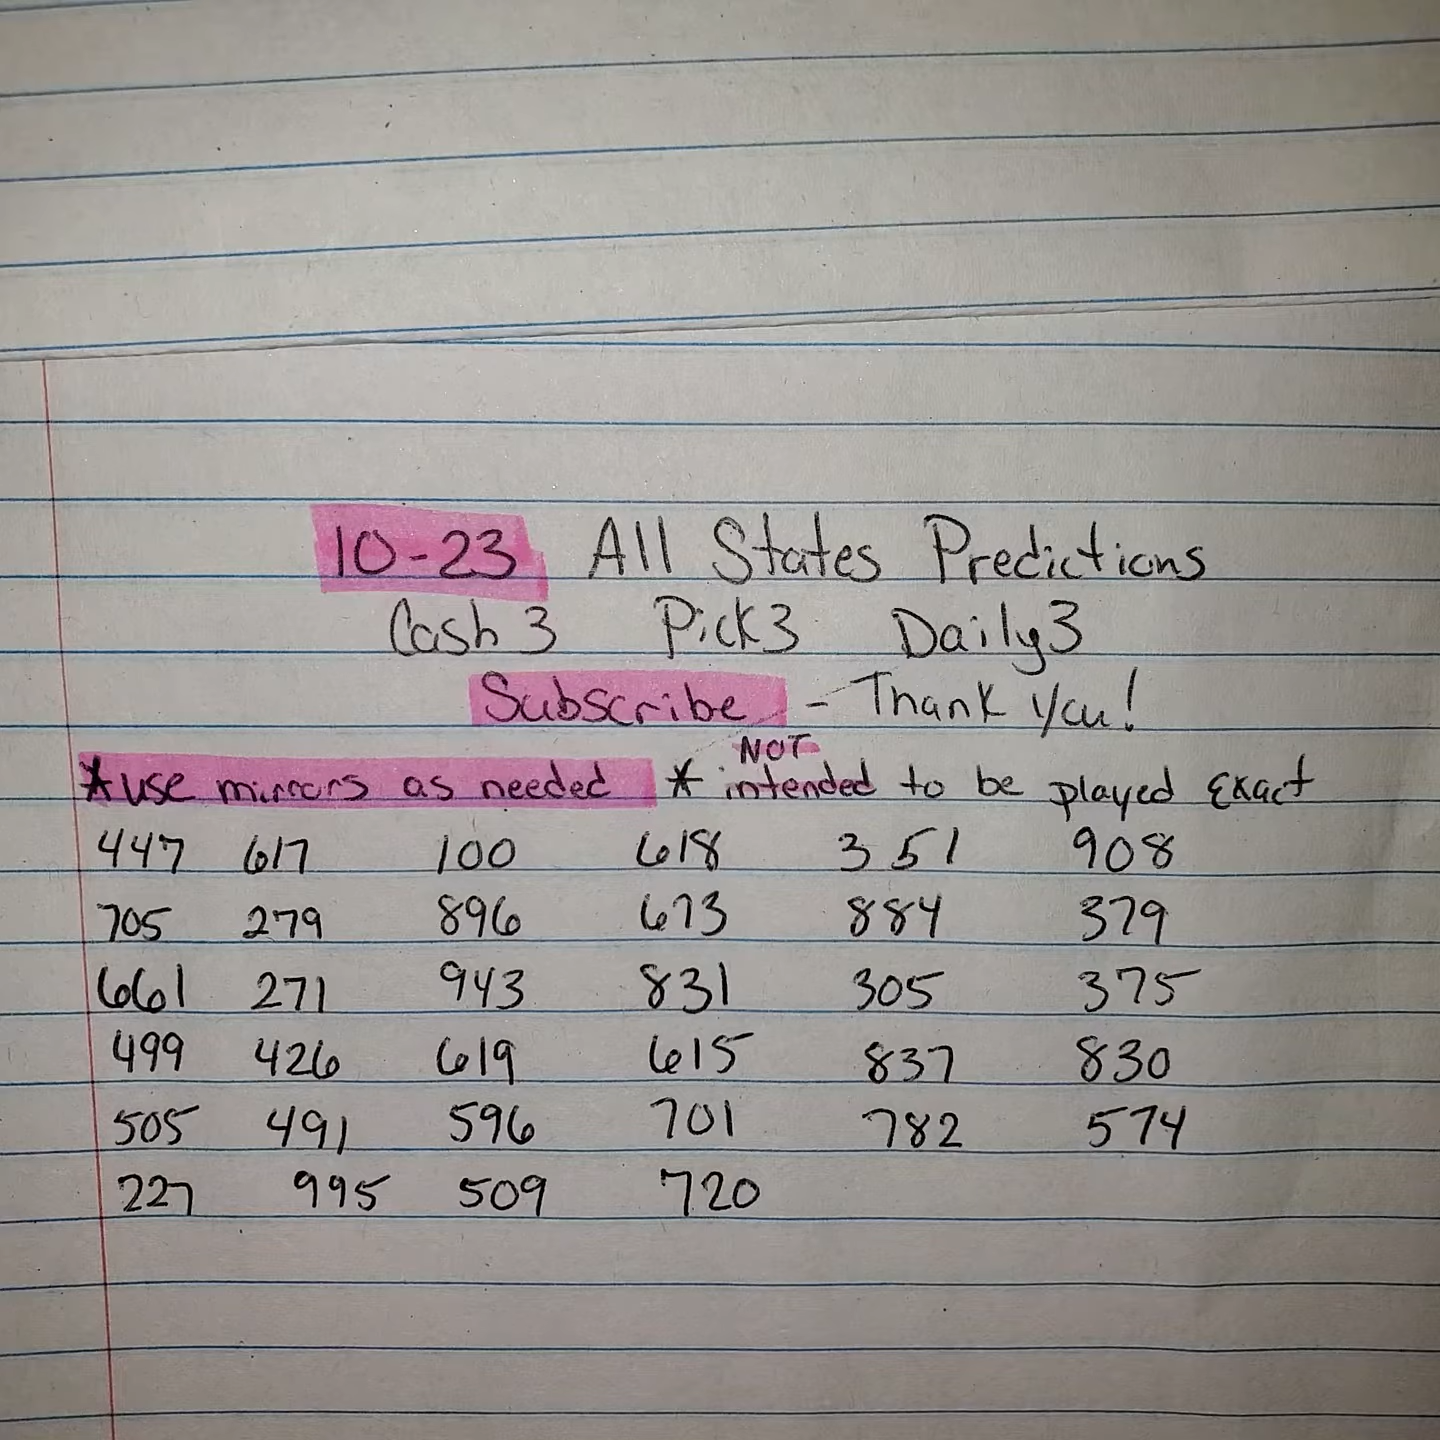 10-23 All States Predictions
Cash 3 Pick3 Daily3
Subscribe - Thank you!
*use mirrors as needed * NOT intended to be played Exact
447 617 100 618 351 908
705 279 896 673 884 379
661 271 943 831 305 375
499 426 619 615 837 830
505 491 596 701 782 574
227 995 509 720